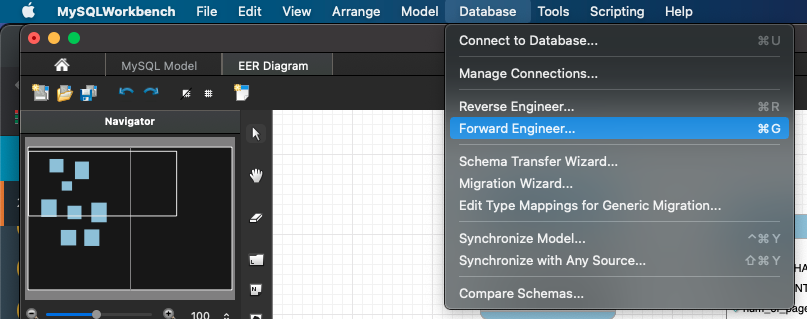 MySQLWorkbench File Edit View Arrange Model Database Tools Scripting Help
MySQL Model EER Diagram
Navigator
100
Connect to Database... ⌘U
Manage Connections...
Reverse Engineer... ⌘R
Forward Engineer... ⌘G
Schema Transfer Wizard...
Migration Wizard...
Edit Type Mappings for Generic Migration...
Synchronize Model... ^⌘Y
Synchronize with Any Source... ⇧⌘Y
Compare Schemas...